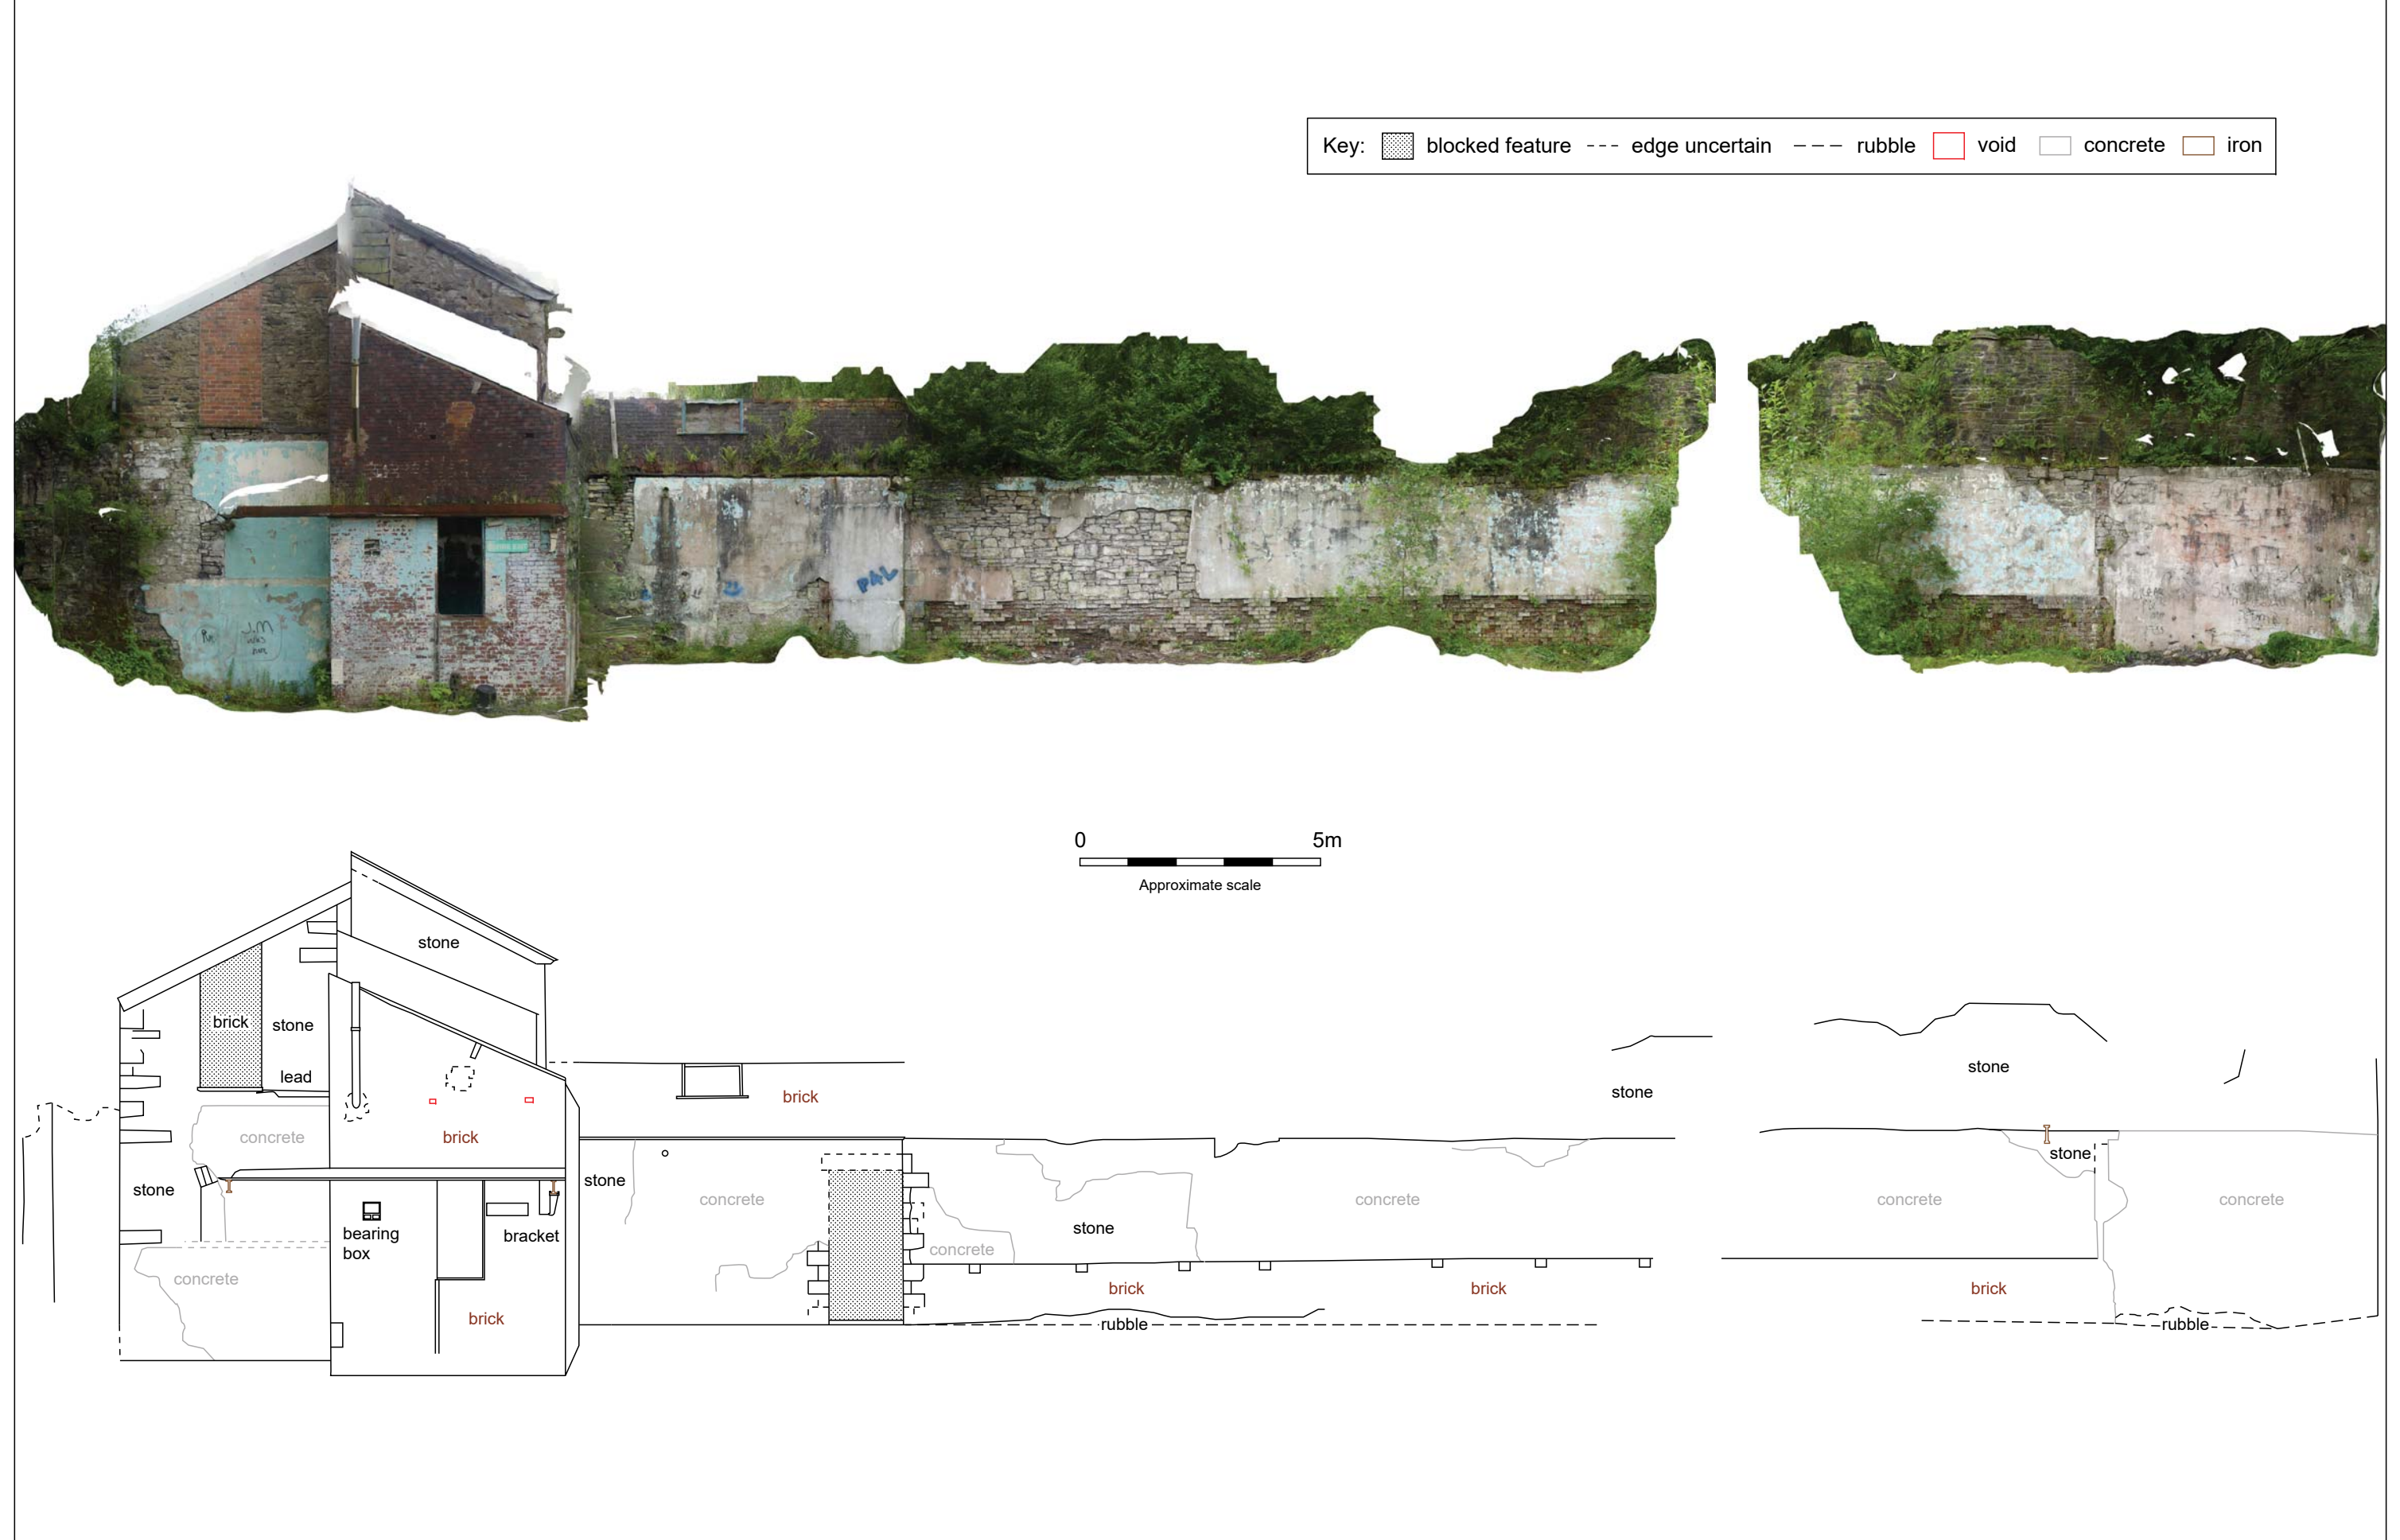 Key: blocked feature edge uncertain rubble void concrete iron
PAL
J.M
0 5m
Approximate scale
stone
brick
stone
lead
brick
concrete
brick
stone
stone
stone
stone
bearing
box
bracket
concrete
brick
concrete
concrete
stone
concrete
brick
brick
rubble
stone
concrete
concrete
brick
rubble